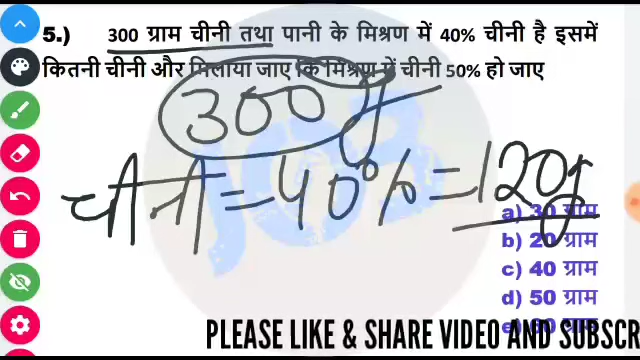 5.) 300 ग्राम चीनी तथा पानी के मिश्रण में 40% चीनी है इसमें
कितनी चीनी और मिलाया जाए कि मिश्रण में चीनी 50% हो जाए
300g
चीनी = 40% = 120g
a) 30 ग्राम
b) 20 ग्राम
c) 40 ग्राम
d) 50 ग्राम
PLEASE LIKE & SHARE VIDEO AND SUBSCR